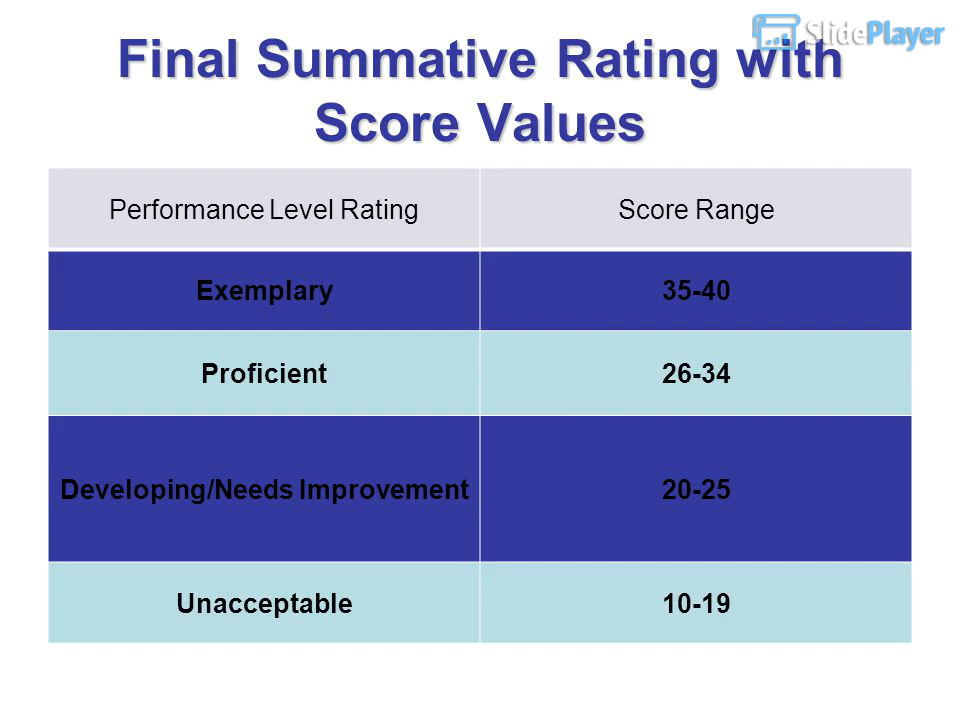 SlidePlayer
Final Summative Rating with
Score Values
Performance Level Rating Score Range
Exemplary 35-40
Proficient 26-34
Developing/Needs Improvement 20-25
Unacceptable 10-19